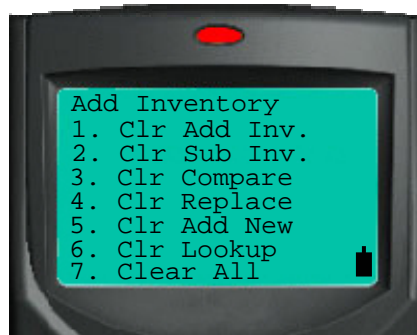 Add Inventory
1. Clr Add Inv.
2. Clr Sub Inv.
3. Clr Compare
4. Clr Replace
5. Clr Add New
6. Clr Lookup
7. Clear All